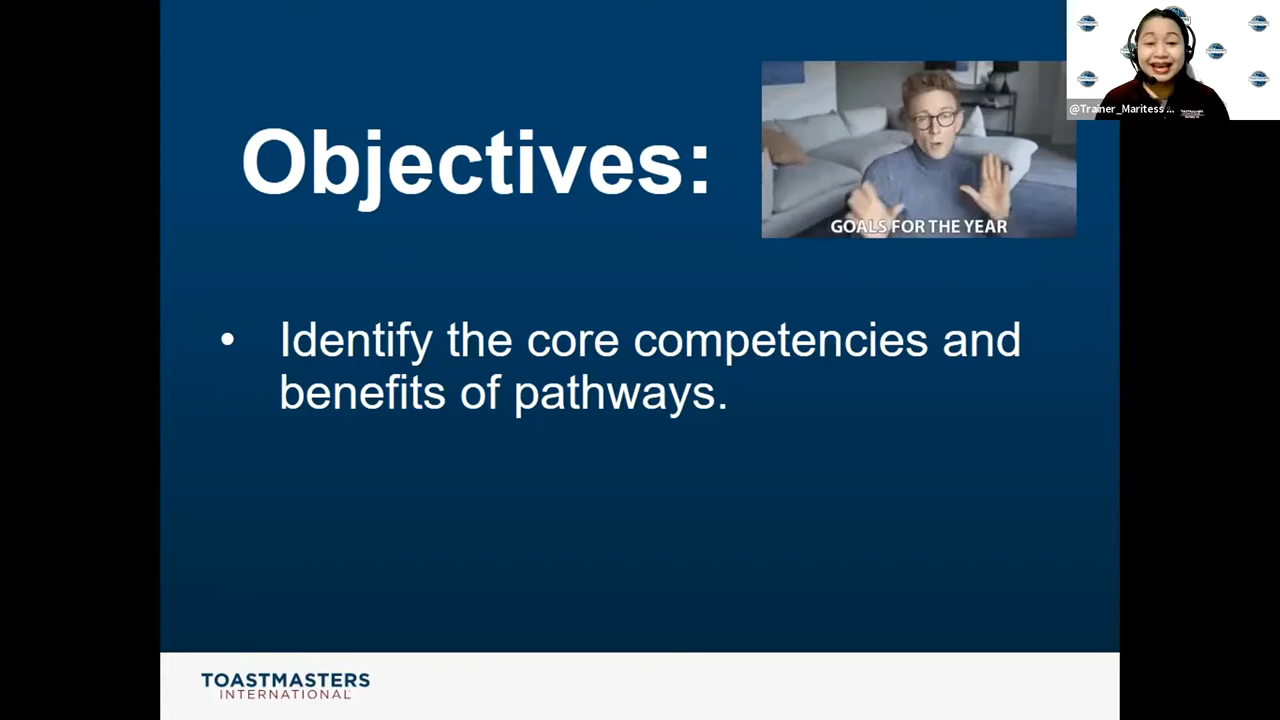 Objectives:
GOALS FOR THE YEAR
@Trainer_Maritess ...
• Identify the core competencies and
benefits of pathways.
TOASTMASTERS
INTERNATIONAL